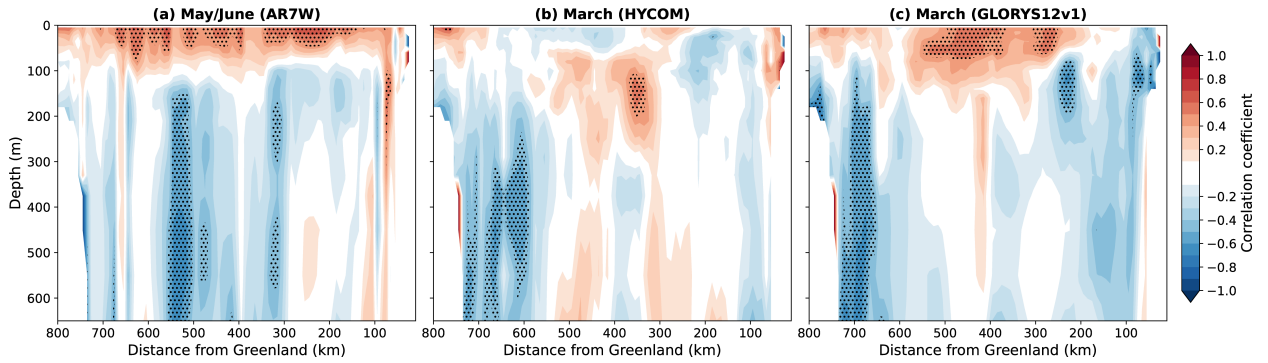 (a) May/June (AR7W)
(b) March (HYCOM)
(c) March (GLORYS12v1)
0
100
200
300
400
500
600
Depth (m)
800 700 600 500 400 300 200 100
800 700 600 500 400 300 200 100
800 700 600 500 400 300 200 100
Distance from Greenland (km)
Distance from Greenland (km)
Distance from Greenland (km)
1.0
0.8
0.6
0.4
0.2
−0.2
−0.4
−0.6
−0.8
−1.0
Correlation coefficient